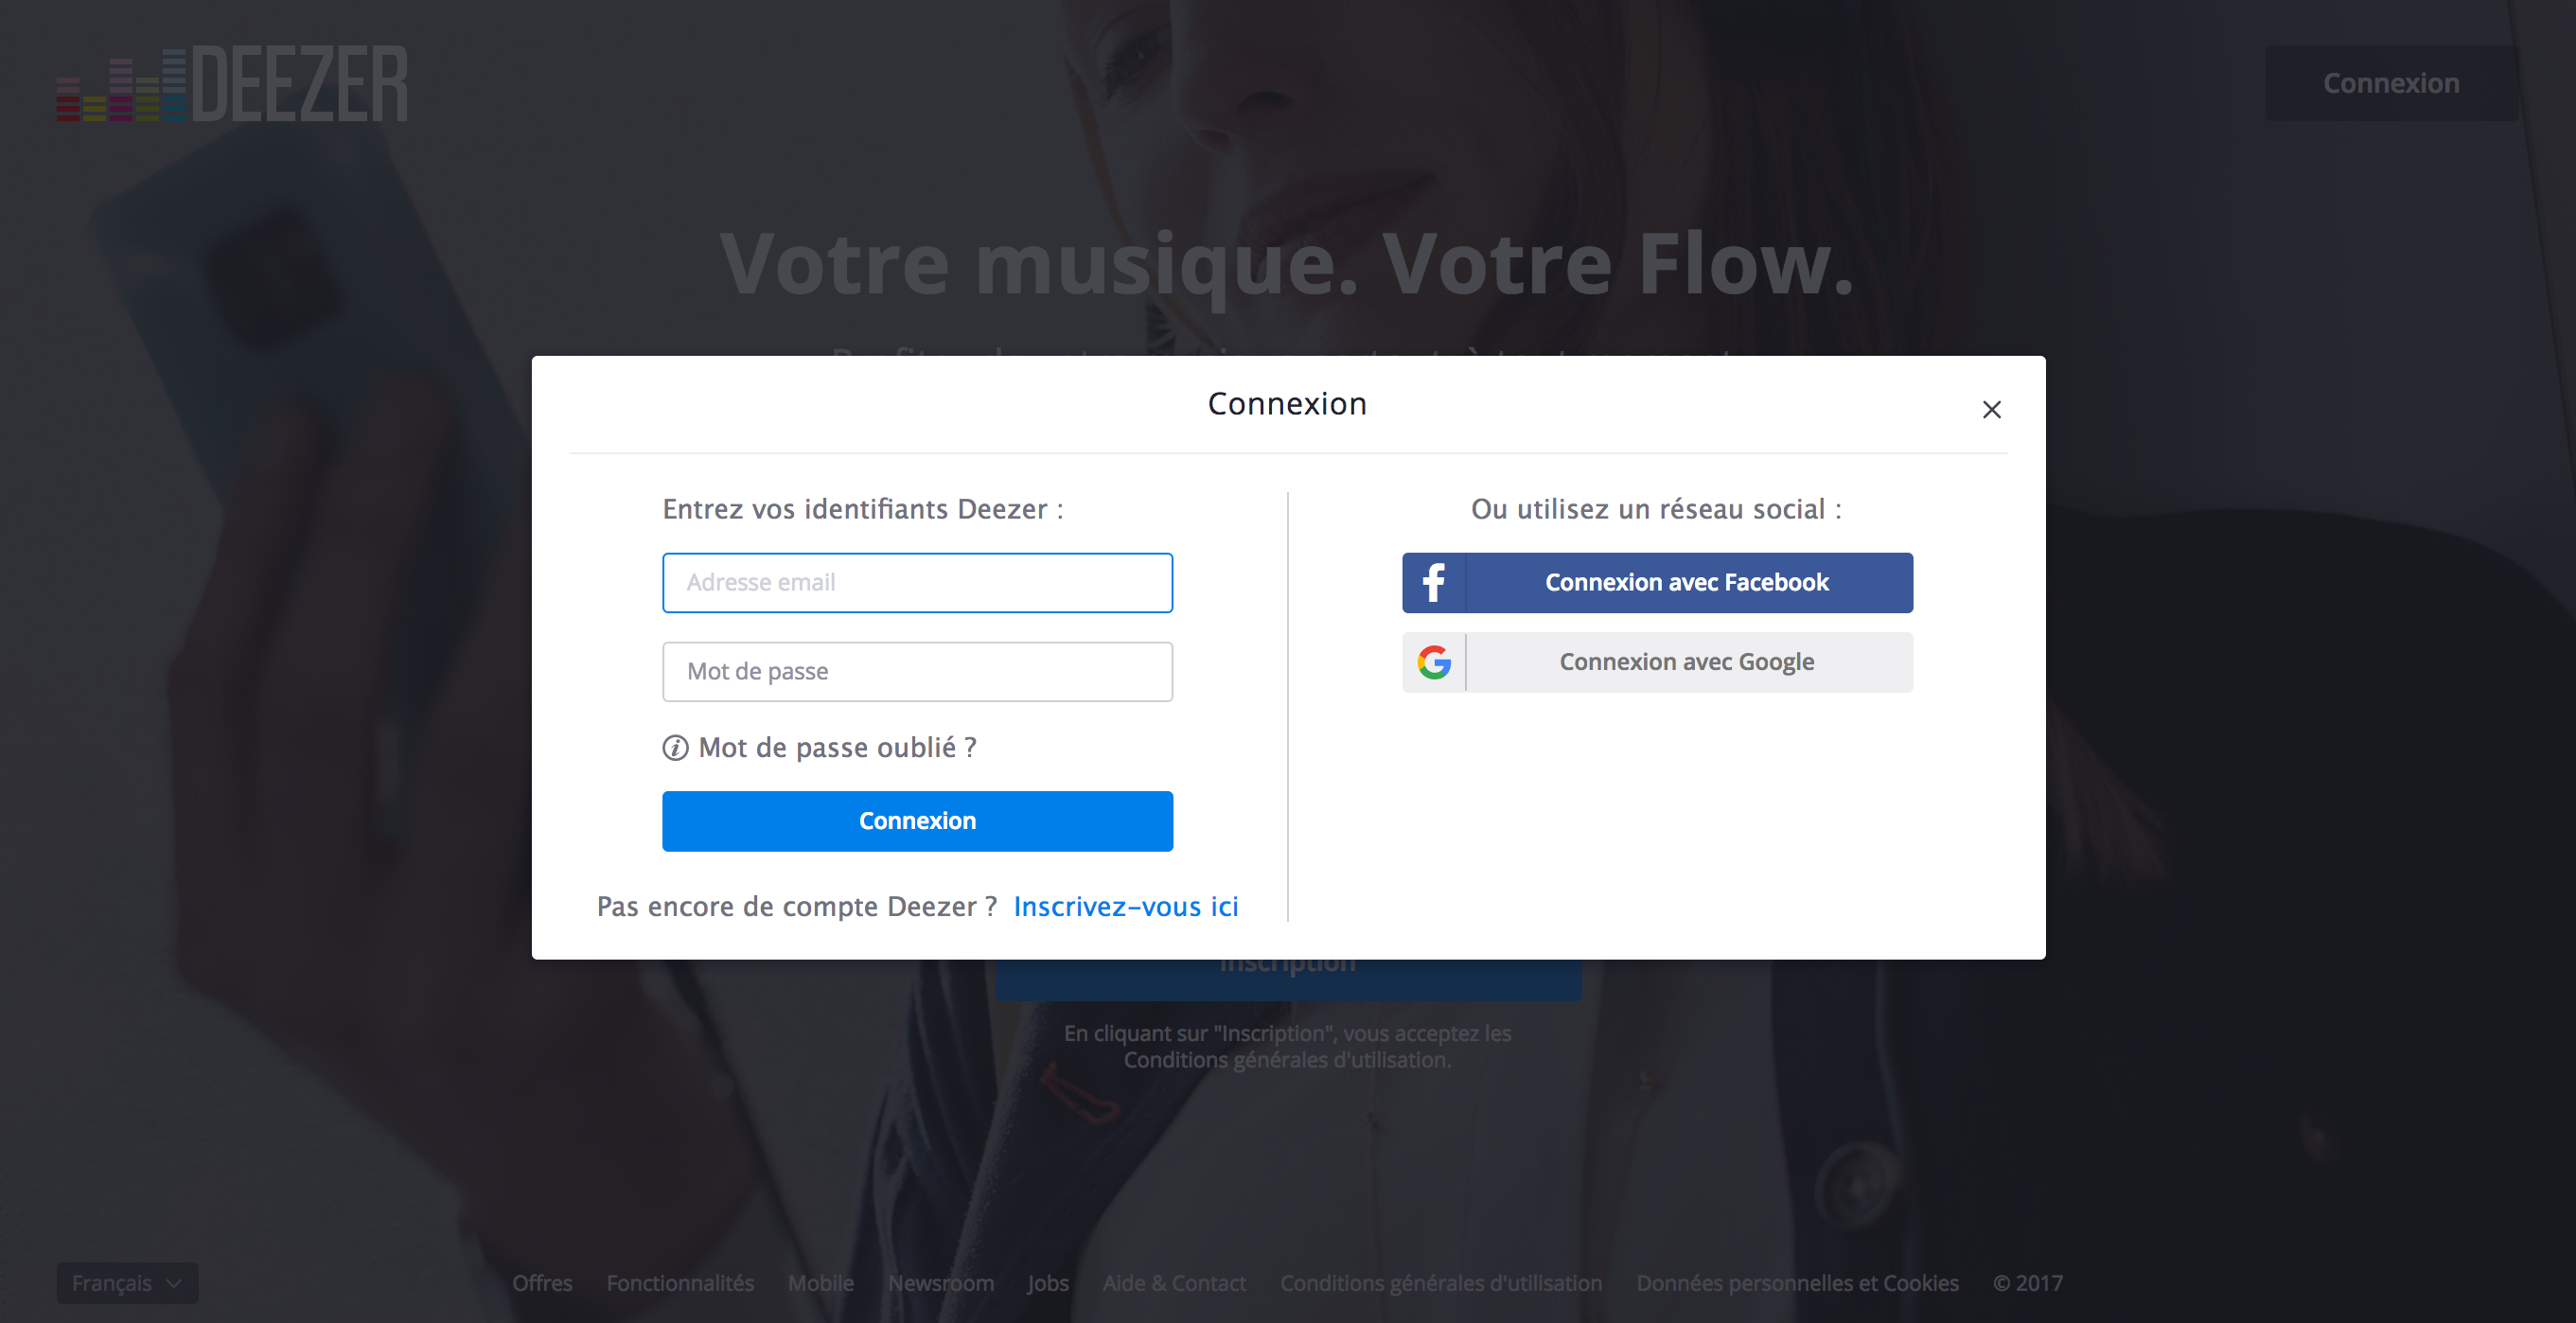 DEEZER
Connexion
Votre musique. Votre Flow.
Connexion
Entrez vos identifiants Deezer :
Adresse email
Mot de passe
Mot de passe oublié ?
Connexion
Pas encore de compte Deezer ? Inscrivez-vous ici
Ou utilisez un réseau social :
Connexion avec Facebook
Connexion avec Google
Inscription
En cliquant sur "Inscription", vous acceptez les
Conditions générales d'utilisation.
Français
Offres Fonctionnalités Mobile Newsroom Jobs Aide & Contact Conditions générales d'utilisation Données personnelles et Cookies © 2017